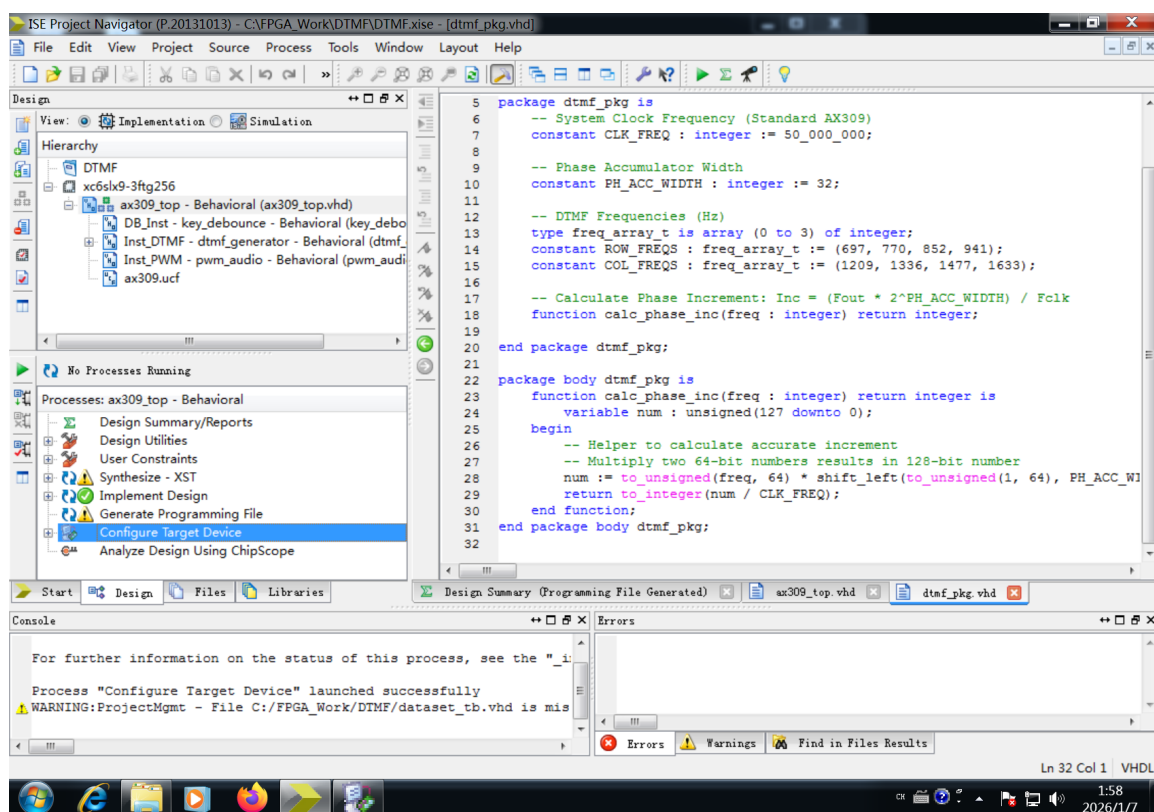 ISE Project Navigator (P.20131013) - C:\FPGA_Work\DTMF\DTMF.xise - [dtmf_pkg.vhd]
File Edit View Project Source Process Tools Window Layout Help
Design
View: Implementation Simulation
Hierarchy
DTMF
xc6slx9-3ftg256
ax309_top - Behavioral (ax309_top.vhd)
DB_Inst - key_debounce - Behavioral (key_debo
Inst_DTMF - dtmf_generator - Behavioral (dtmf_
Inst_PWM - pwm_audio - Behavioral (pwm_audi
ax309.ucf
No Processes Running
Processes: ax309_top - Behavioral
Design Summary/Reports
Design Utilities
User Constraints
Synthesize - XST
Implement Design
Generate Programming File
Configure Target Device
Analyze Design Using ChipScope
Start Design Files Libraries
5 package dtmf_pkg is
6 -- System Clock Frequency (Standard AX309)
7 constant CLK_FREQ : integer := 50_000_000;
8
9 -- Phase Accumulator Width
10 constant PH_ACC_WIDTH : integer := 32;
11
12 -- DTMF Frequencies (Hz)
13 type freq_array_t is array (0 to 3) of integer;
14 constant ROW_FREQS : freq_array_t := (697, 770, 852, 941);
15 constant COL_FREQS : freq_array_t := (1209, 1336, 1477, 1633);
16
17 -- Calculate Phase Increment: Inc = (Fout * 2^PH_ACC_WIDTH) / Fclk
18 function calc_phase_inc(freq : integer) return integer;
19
20 end package dtmf_pkg;
21
22 package body dtmf_pkg is
23 function calc_phase_inc(freq : integer) return integer is
24 variable num : unsigned(127 downto 0);
25 begin
26 -- Helper to calculate accurate increment
27 -- Multiply two 64-bit numbers results in 128-bit number
28 num := to_unsigned(freq, 64) * shift_left(to_unsigned(1, 64), PH_ACC_WI
29 return to_integer(num / CLK_FREQ);
30 end function;
31 end package body dtmf_pkg;
32
Design Summary (Programming File Generated) ax309_top.vhd dtmf_pkg.vhd
Console
For further information on the status of this process, see the "_i
Process "Configure Target Device" launched successfully
WARNING:ProjectMgmt - File C:/FPGA_Work/DTMF/dataset_tb.vhd is mis
Errors
Errors Warnings Find in Files Results
Ln 32 Col 1 VHDL
CH
1:58
2026/1/7